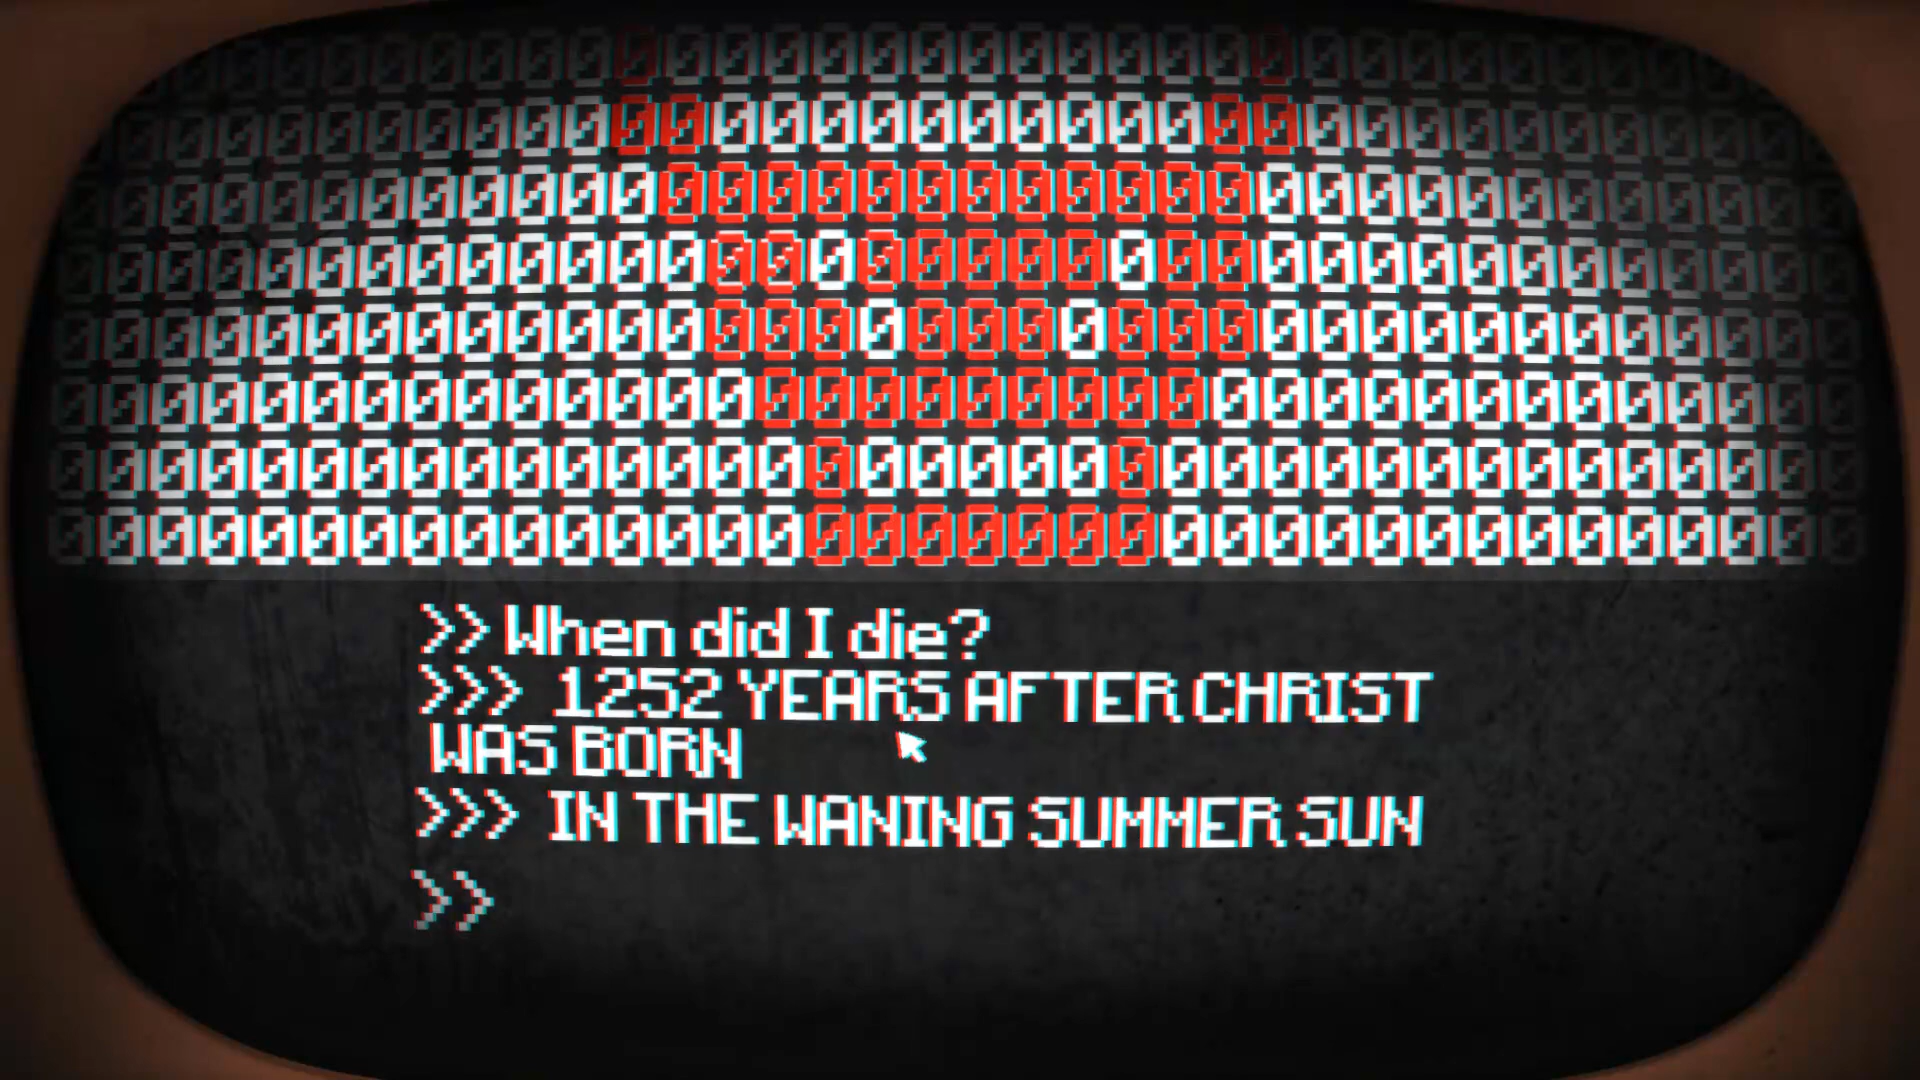 >> When did I die?
>>> 1252 YEARS AFTER CHRIST
WAS BORN
>>> IN THE WANING SUMMER SUN
>>